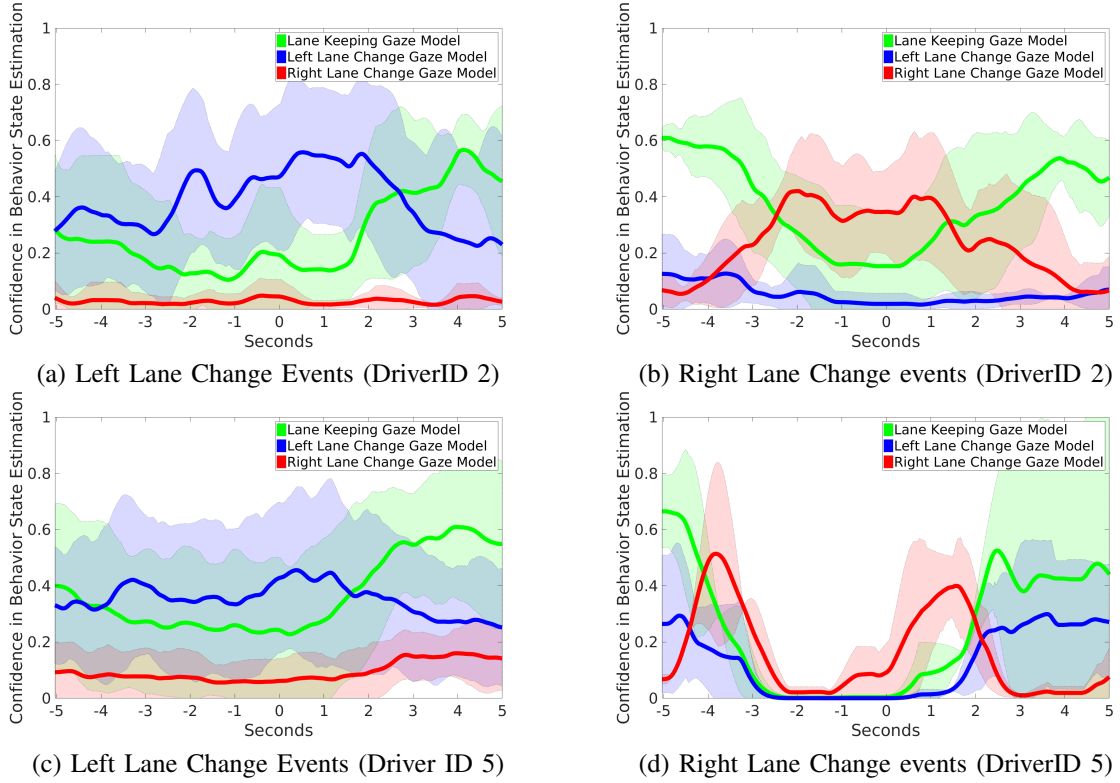 Confidence in Behavior State Estimation
1
0.8
0.6
0.4
0.2
0
Lane Keeping Gaze Model
Left Lane Change Gaze Model
Right Lane Change Gaze Model
-5 -4 -3 -2 -1 0 1 2 3 4 5
Seconds
(a) Left Lane Change Events (DriverID 2)
Confidence in Behavior State Estimation
1
0.8
0.6
0.4
0.2
0
Lane Keeping Gaze Model
Left Lane Change Gaze Model
Right Lane Change Gaze Model
-5 -4 -3 -2 -1 0 1 2 3 4 5
Seconds
(b) Right Lane Change events (DriverID 2)
Confidence in Behavior State Estimation
1
0.8
0.6
0.4
0.2
0
Lane Keeping Gaze Model
Left Lane Change Gaze Model
Right Lane Change Gaze Model
-5 -4 -3 -2 -1 0 1 2 3 4 5
Seconds
(c) Left Lane Change Events (Driver ID 5)
Confidence in Behavior State Estimation
1
0.8
0.6
0.4
0.2
0
Lane Keeping Gaze Model
Left Lane Change Gaze Model
Right Lane Change Gaze Model
-5 -4 -3 -2 -1 0 1 2 3 4 5
Seconds
(d) Right Lane Change events (DriverID 5)